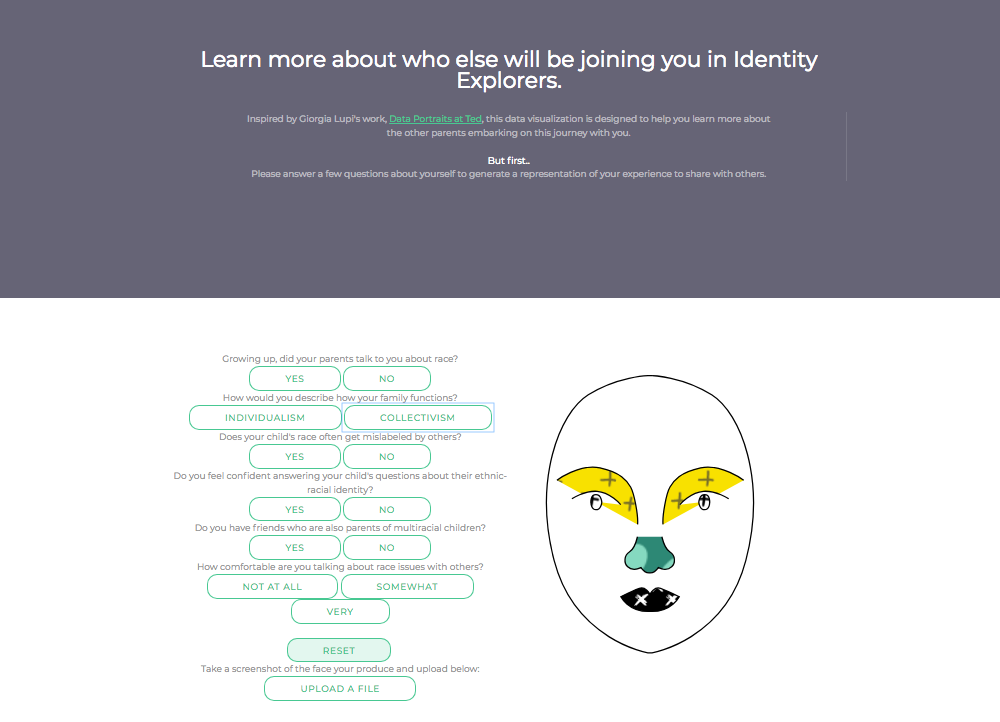 Learn more about who else will be joining you in Identity
Explorers.
Inspired by Giorgia Lupi's work, Data Portraits at Ted, this data visualization is designed to help you learn more about
the other parents embarking on this journey with you.
But first..
Please answer a few questions about yourself to generate a representation of your experience to share with others.
Growing up, did your parents talk to you about race?
YES NO
How would you describe how your family functions?
INDIVIDUALISM COLLECTIVISM
Does your child's race often get mislabeled by others?
YES NO
Do you feel confident answering your child's questions about their ethnic-
racial identity?
YES NO
Do you have friends who are also parents of multiracial children?
YES NO
How comfortable are you talking about race issues with others?
NOT AT ALL SOMEWHAT
VERY
RESET
Take a screenshot of the face your produce and upload below:
UPLOAD A FILE